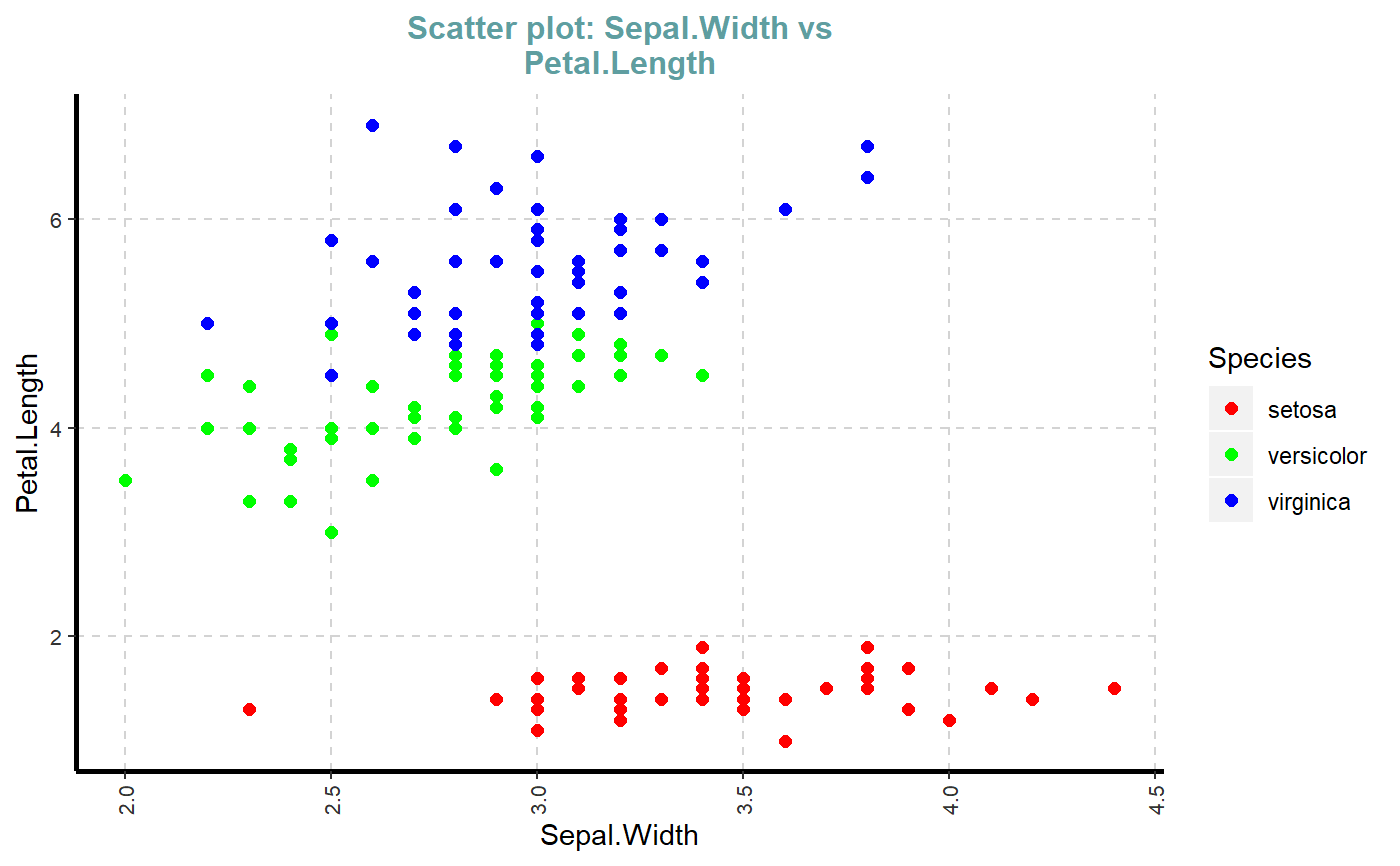 Scatter plot: Sepal.Width vs
Petal.Length
Petal.Length
6
4
2
2.0
2.5
3.0
3.5
4.0
4.5
Sepal.Width
Species
setosa
versicolor
virginica